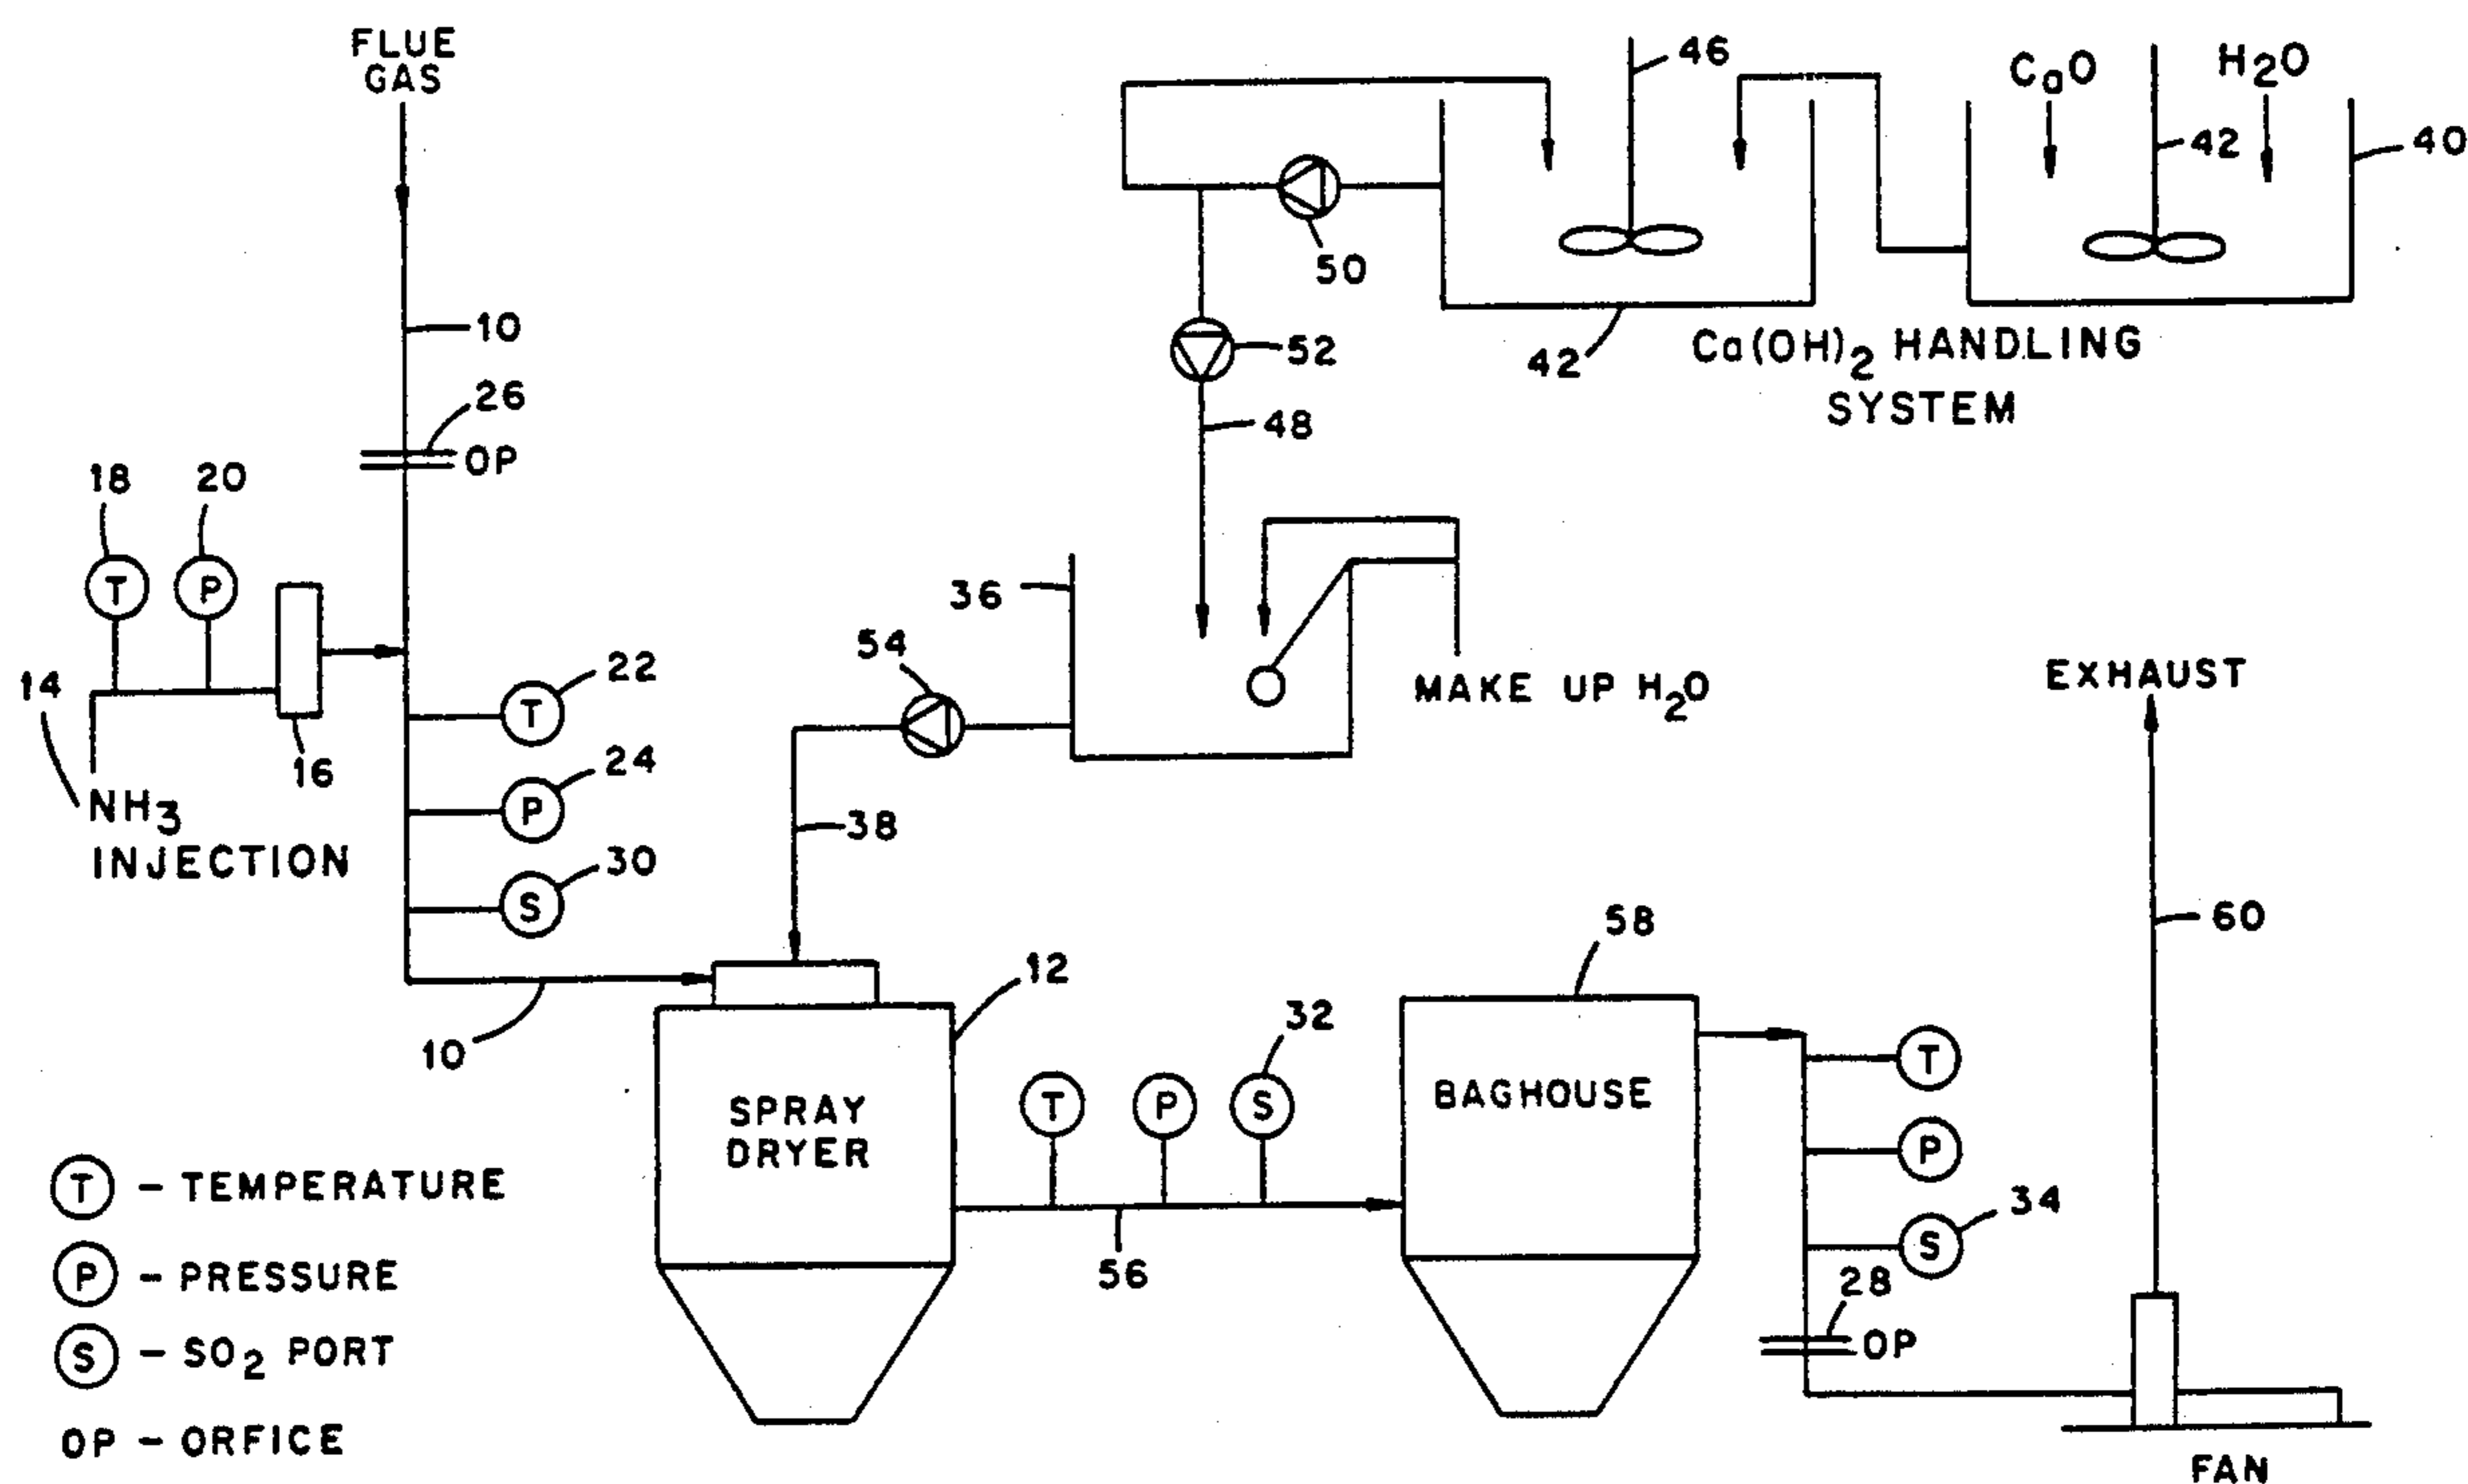 FLUE
GAS
46
CaO
H2O
42
40
50
10
52
42
Ca(OH)2 HANDLING
SYSTEM
26
OP
48
18
20
T
P
36
54
22
T
14
16
MAKE UP H2O
EXHAUST
24
P
NH3
INJECTION
38
30
S
58
60
12
10
32
SPRAY
DRYER
T
P
S
BAGHOUSE
T
P
34
S
56
28
OP
T - TEMPERATURE
P - PRESSURE
S - SO2 PORT
OP - ORFICE
FAN